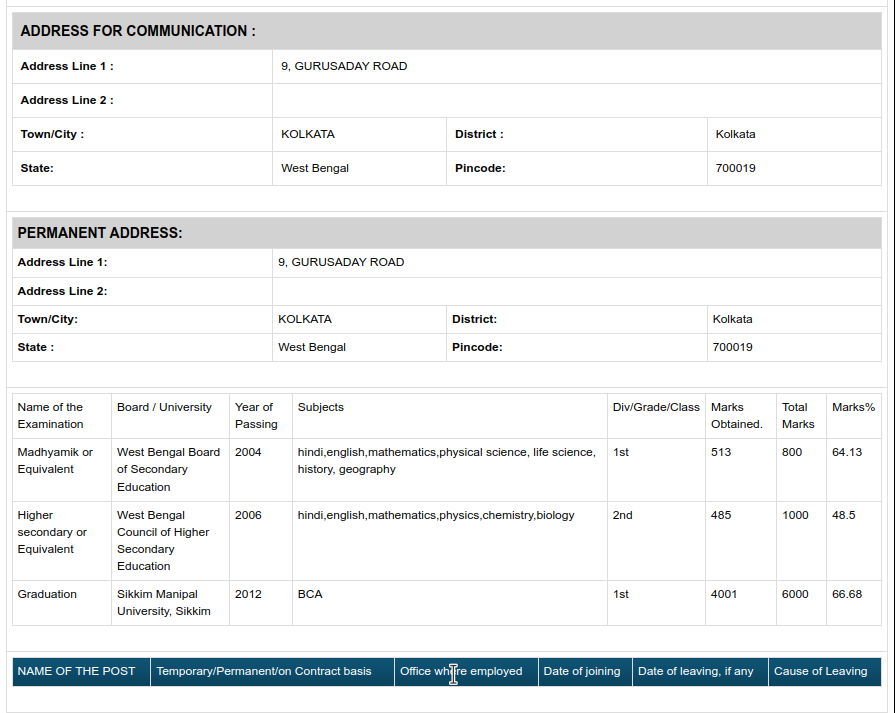 ADDRESS FOR COMMUNICATION :
Address Line 1 : 9, GURUSADAY ROAD
Address Line 2 :
Town/City : KOLKATA District : Kolkata
State: West Bengal Pincode: 700019
PERMANENT ADDRESS:
Address Line 1: 9, GURUSADAY ROAD
Address Line 2:
Town/City: KOLKATA District: Kolkata
State : West Bengal Pincode: 700019
Name of the Board / University Year of Subjects Div/Grade/Class Marks Total Marks%
Examination Passing Obtained. Marks
Madhyamik or West Bengal Board 2004 hindi,english,mathematics,physical science, life science, 1st 513 800 64.13
Equivalent of Secondary history, geography
Education
Higher West Bengal 2006 hindi,english,mathematics,physics,chemistry,biology 2nd 485 1000 48.5
secondary or Council of Higher
Equivalent Secondary
Education
Graduation Sikkim Manipal 2012 BCA 1st 4001 6000 66.68
University, Sikkim
NAME OF THE POST Temporary/Permanent/on Contract basis Office where employed Date of joining Date of leaving, if any Cause of Leaving